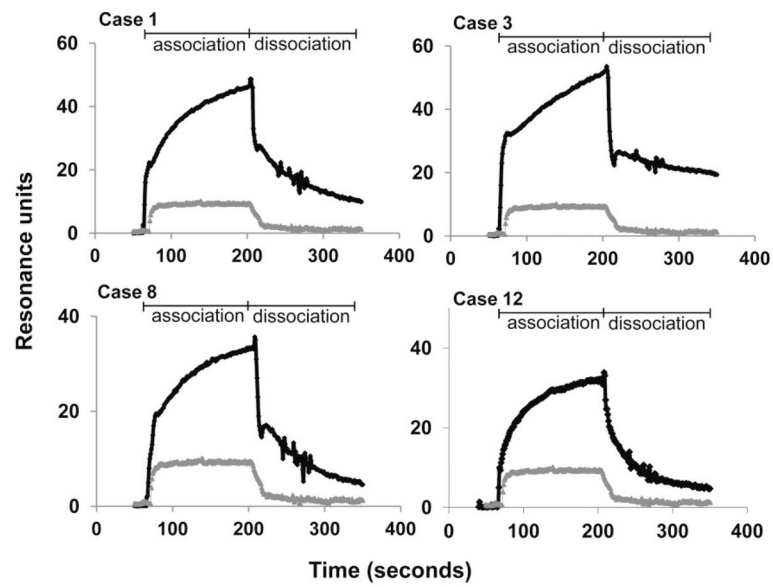 Case 1
association dissociation
60
40
20
0
0 100 200 300 400
Case 3
association dissociation
60
40
20
0
0 100 200 300 400
Case 8
association dissociation
40
20
0
0 100 200 300 400
Case 12
association dissociation
40
20
0
0 100 200 300 400
Resonance units
Time (seconds)